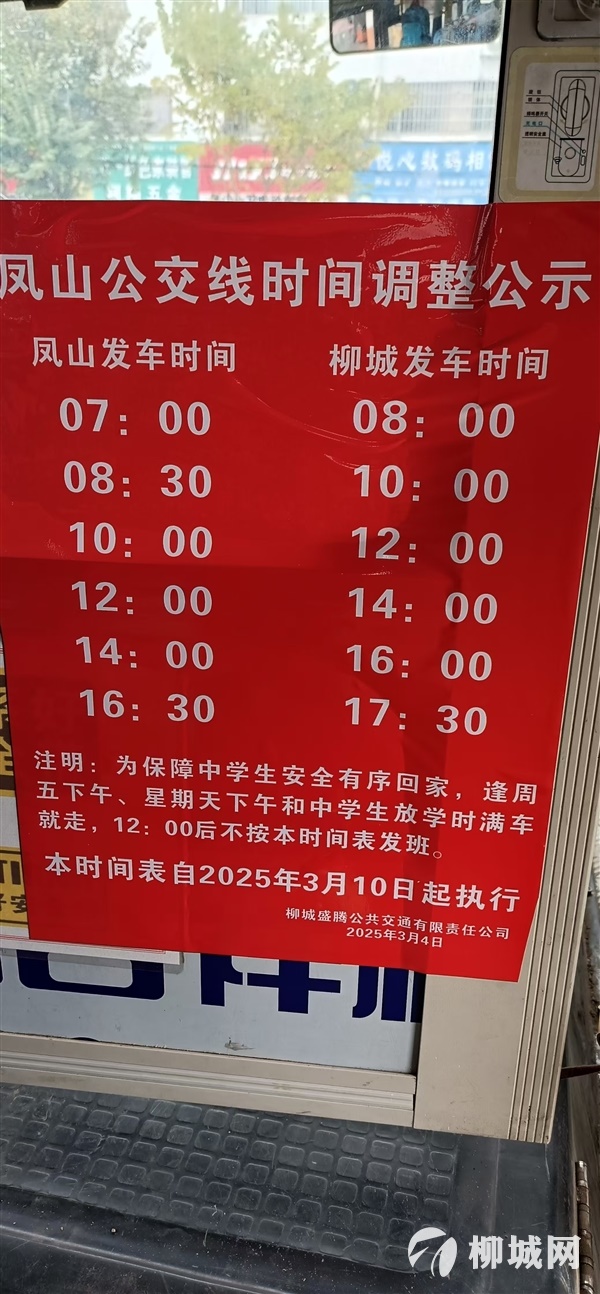 悦心数码相
凤山公交线时间调整公示
凤山发车时间 柳城发车时间
07：00 08：00
08：30 10：00
10：00 12：00
12：00 14：00
14：00 16：00
16：30 17：30
注明：为保障中学生安全有序回家，逢周
五下午、星期天下午和中学生放学时满车
就走，12：00后不按本时间表发班。
本时间表自2025年3月10日起执行
柳城盛腾公共交通有限责任公司
2025年3月4日
柳城网